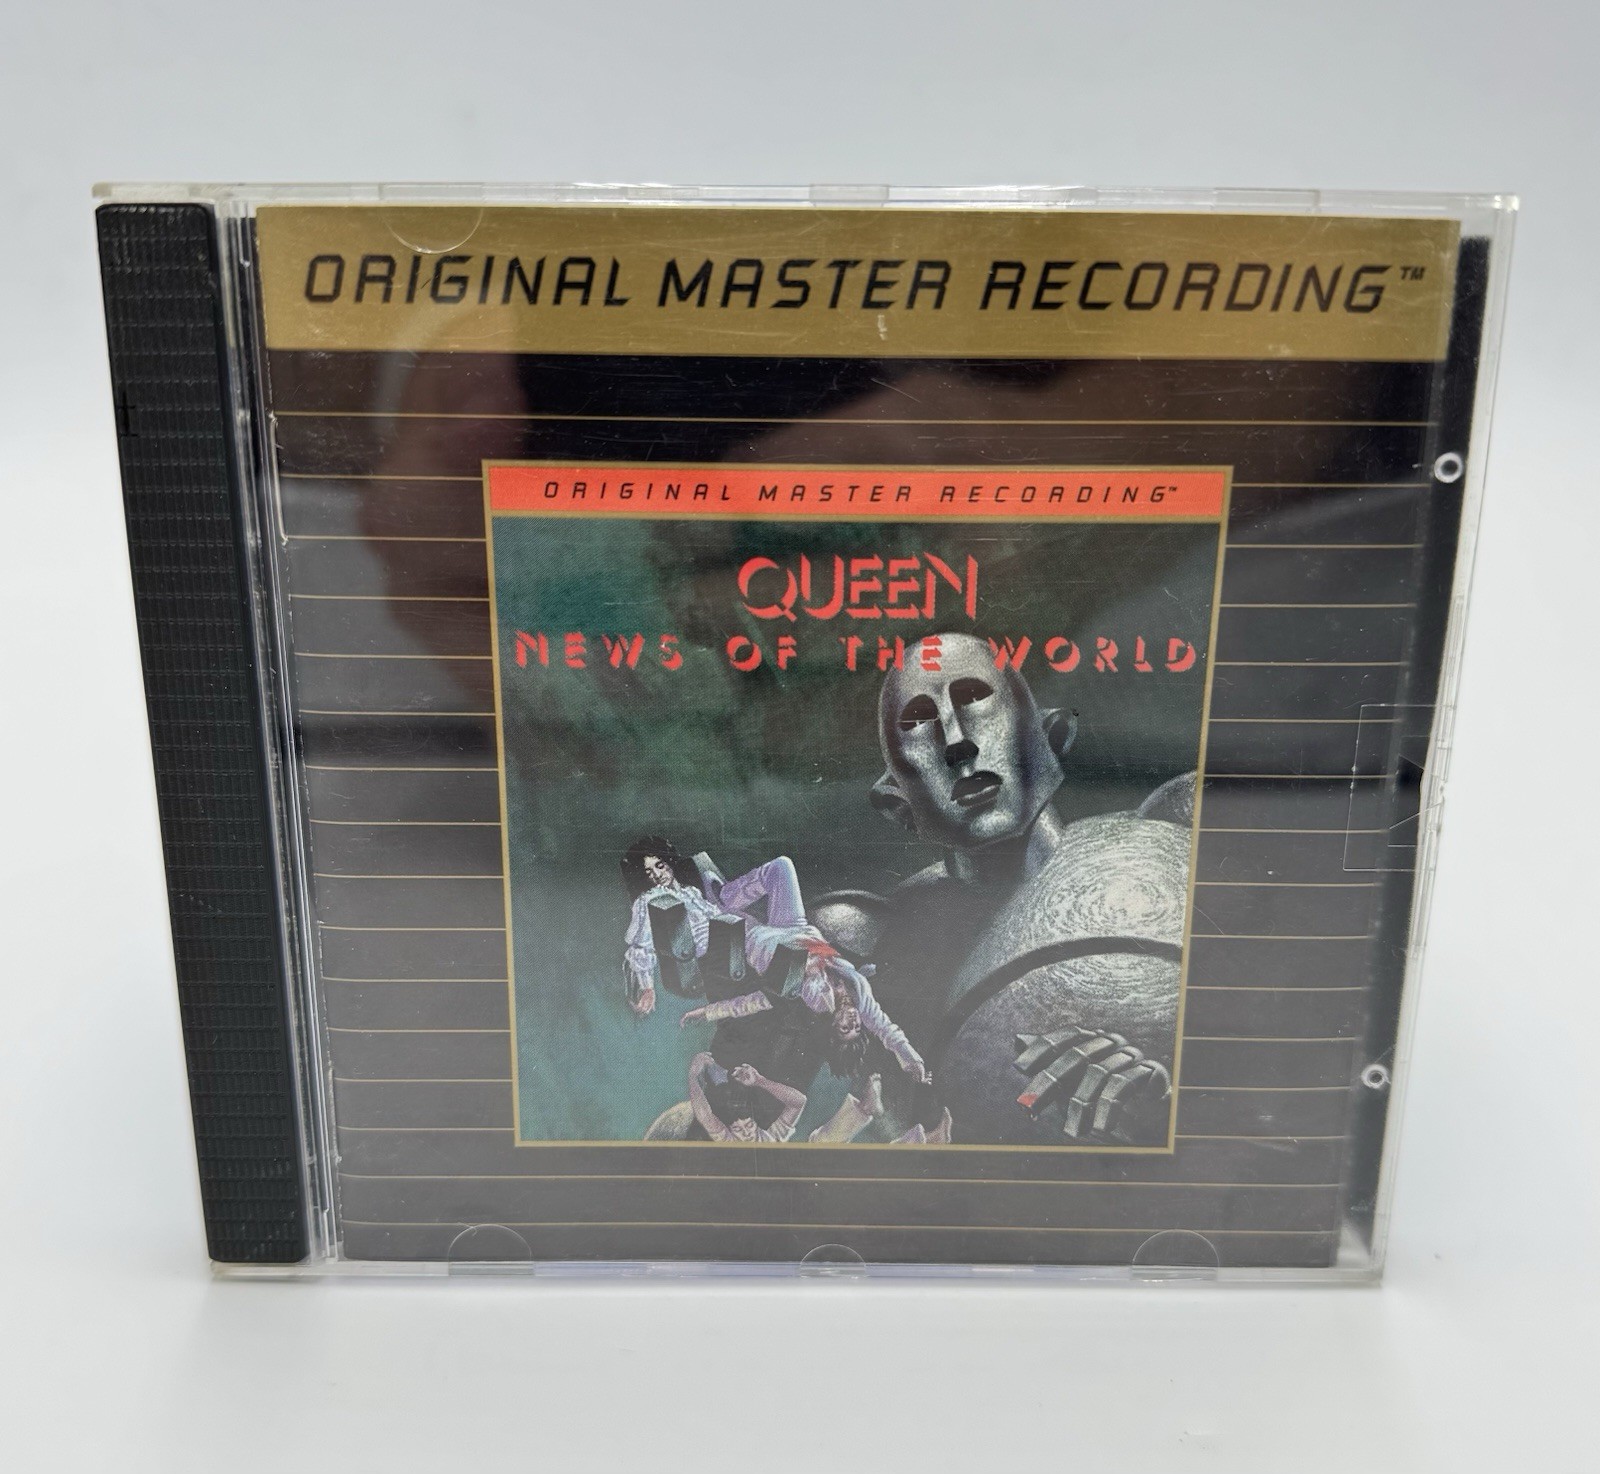 ORIGINAL MASTER RECORDING™
ORIGINAL MASTER RECORDING™
QUEEN
NEWS OF THE WORLD